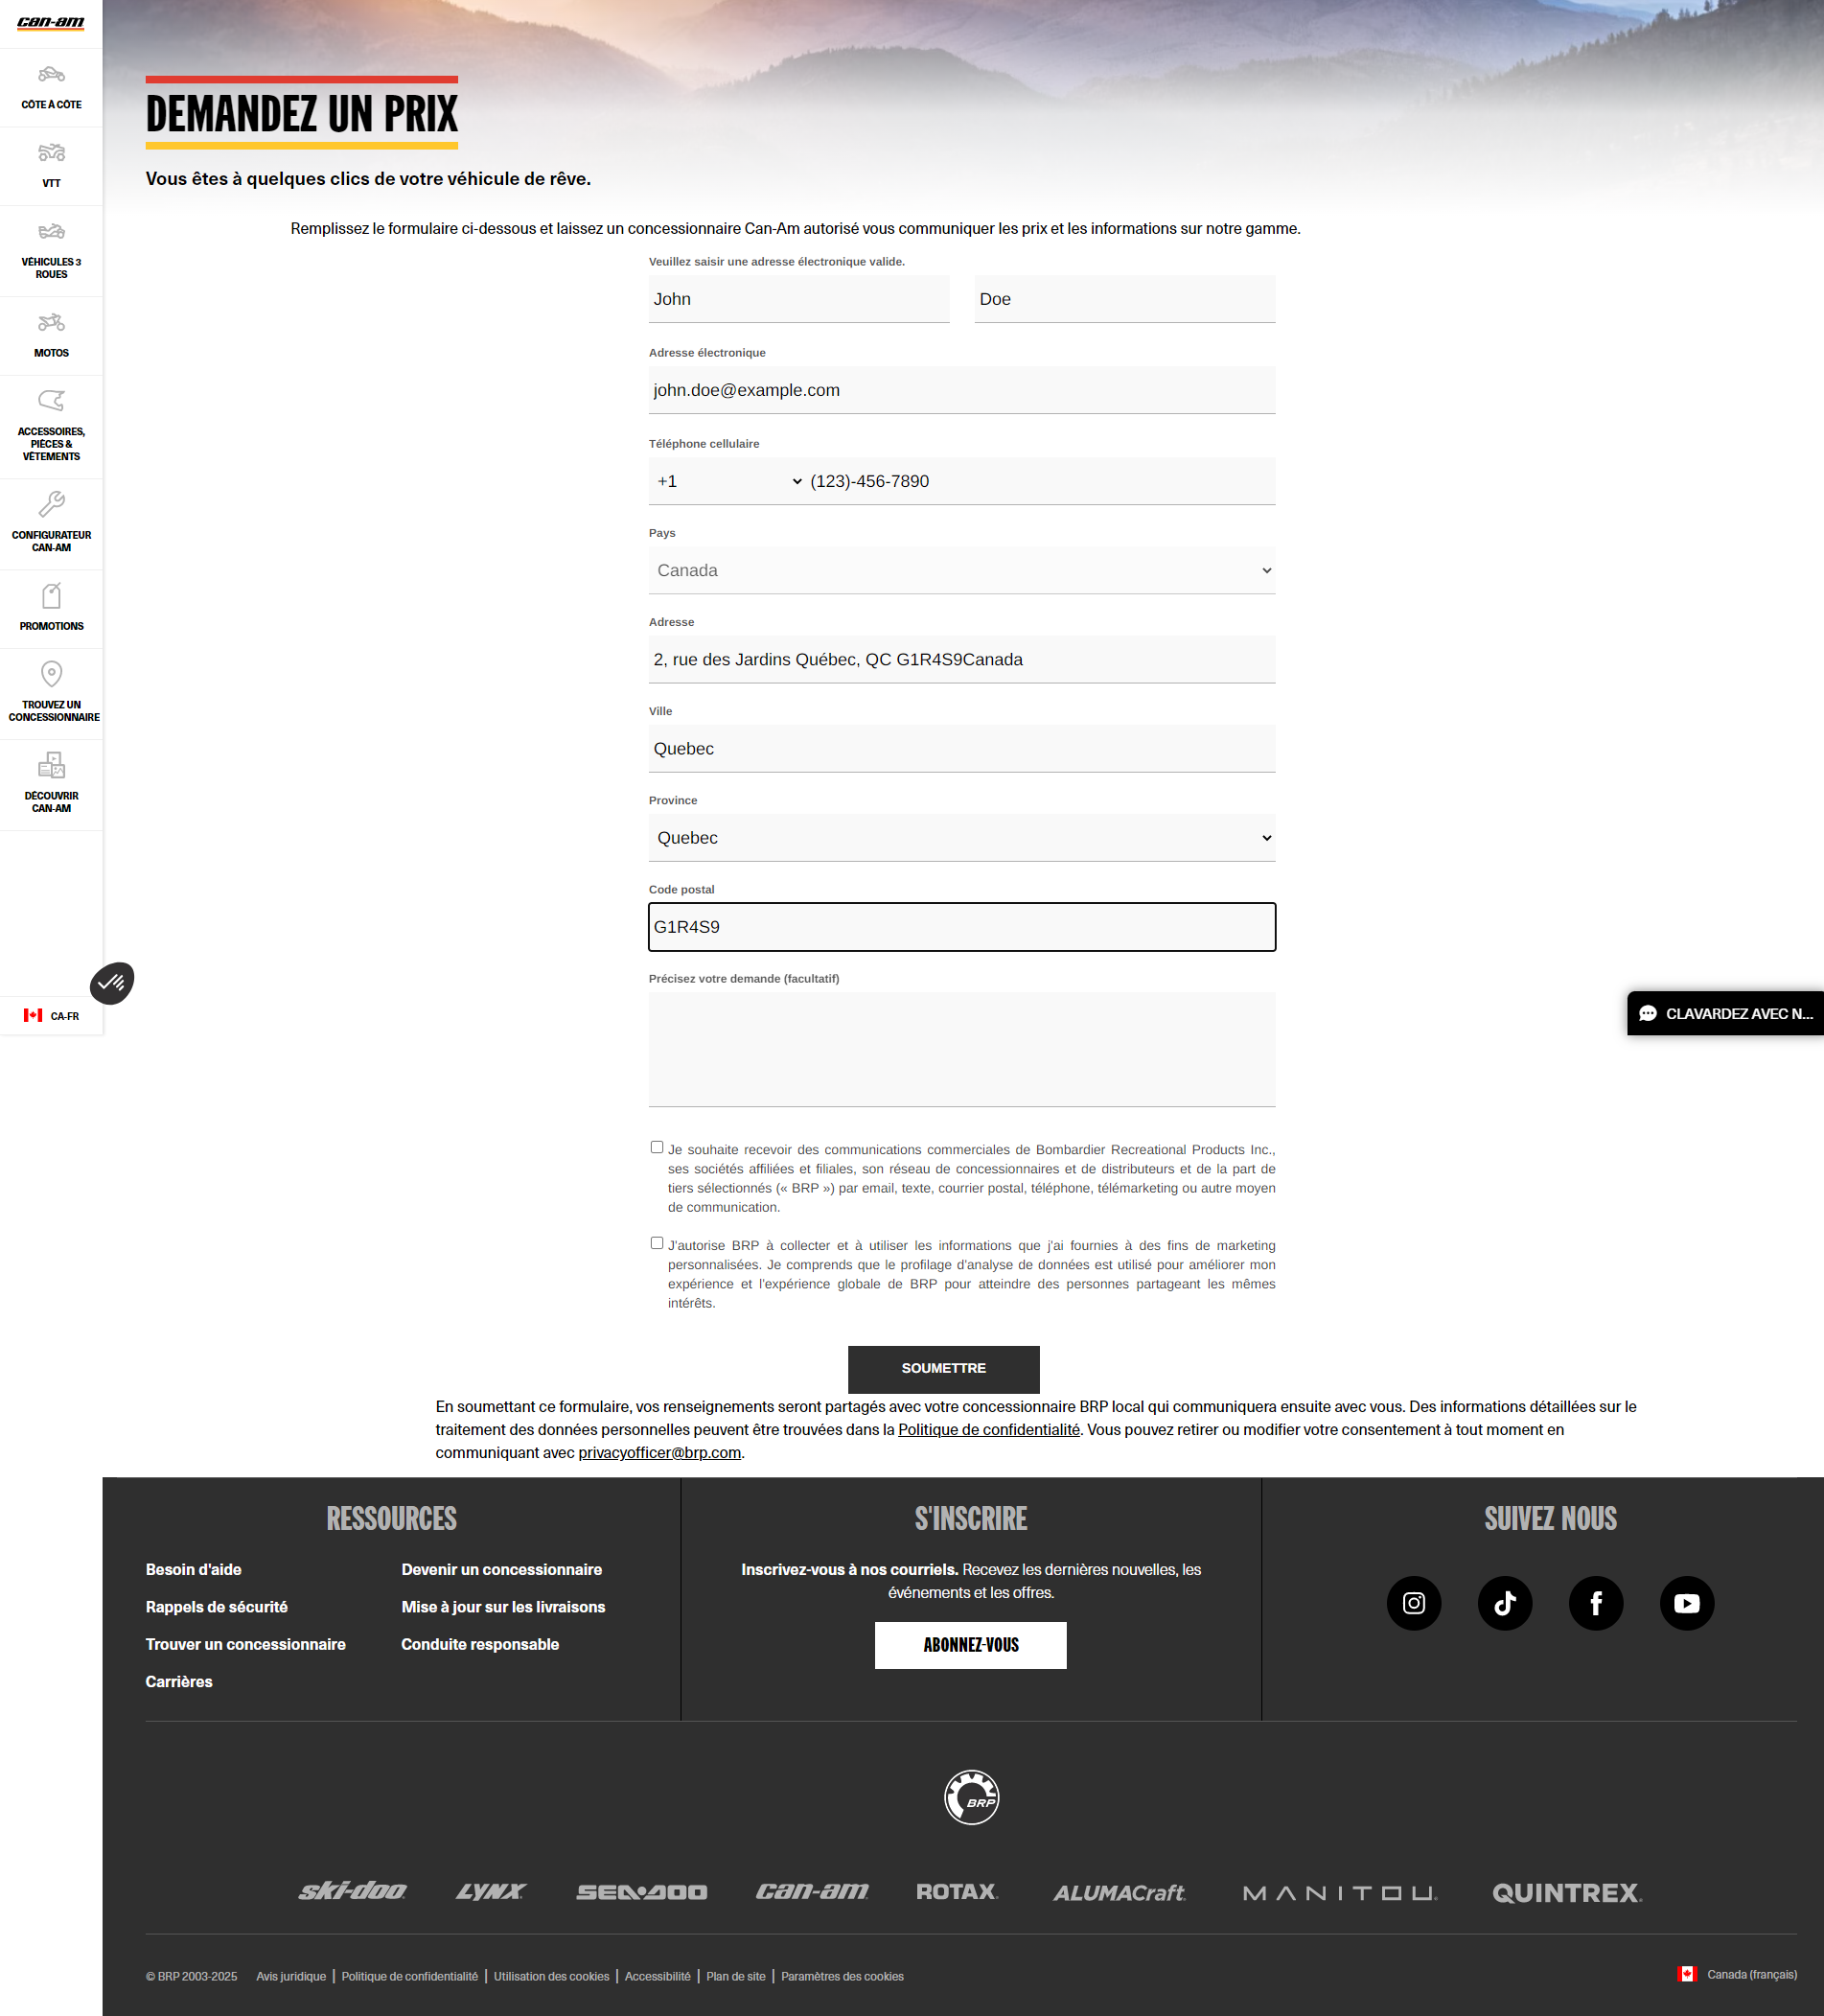 can-am
CÔTE À CÔTE
VTT
VÉHICULES 3
ROUES
MOTOS
ACCESSOIRES,
PIÈCES &
VÊTEMENTS
CONFIGURATEUR
CAN-AM
PROMOTIONS
TROUVEZ UN
CONCESSIONNAIRE
DÉCOUVRIR
CAN-AM
CA-FR
DEMANDEZ UN PRIX
Vous êtes à quelques clics de votre véhicule de rêve.
Remplissez le formulaire ci-dessous et laissez un concessionnaire Can-Am autorisé vous communiquer les prix et les informations sur notre gamme.
Veuillez saisir une adresse électronique valide.
John Doe
Adresse électronique
john.doe@example.com
Téléphone cellulaire
+1 (123)-456-7890
Pays
Canada
Adresse
2, rue des Jardins Québec, QC G1R4S9Canada
Ville
Quebec
Province
Quebec
Code postal
G1R4S9
Précisez votre demande (facultatif)
CLAVARDEZ AVEC N...
Je souhaite recevoir des communications commerciales de Bombardier Recreational Products Inc.,
ses sociétés affiliées et filiales, son réseau de concessionnaires et de distributeurs et de la part de
tiers sélectionnés (« BRP ») par email, texte, courrier postal, téléphone, télémarketing ou autre moyen
de communication.
J'autorise BRP à collecter et à utiliser les informations que j'ai fournies à des fins de marketing
personnalisées. Je comprends que le profilage d'analyse de données est utilisé pour améliorer mon
expérience et l'expérience globale de BRP pour atteindre des personnes partageant les mêmes
intérêts.
SOUMETTRE
En soumettant ce formulaire, vos renseignements seront partagés avec votre concessionnaire BRP local qui communiquera ensuite avec vous. Des informations détaillées sur le
traitement des données personnelles peuvent être trouvées dans la Politique de confidentialité. Vous pouvez retirer ou modifier votre consentement à tout moment en
communiquant avec privacyofficer@brp.com.
RESSOURCES
Besoin d'aide
Rappels de sécurité
Trouver un concessionnaire
Carrières
Devenir un concessionnaire
Mise à jour sur les livraisons
Conduite responsable
S'INSCRIRE
Inscrivez-vous à nos courriels. Recevez les dernières nouvelles, les
événements et les offres.
ABONNEZ-VOUS
SUIVEZ NOUS
BRP
ski-doo LYNX SEA-DOO can-am ROTAX ALUMACraft MANITOU QUINTREX
© BRP 2003-2025 Avis juridique | Politique de confidentialité | Utilisation des cookies | Accessibilité | Plan de site | Paramètres des cookies
Canada (français)